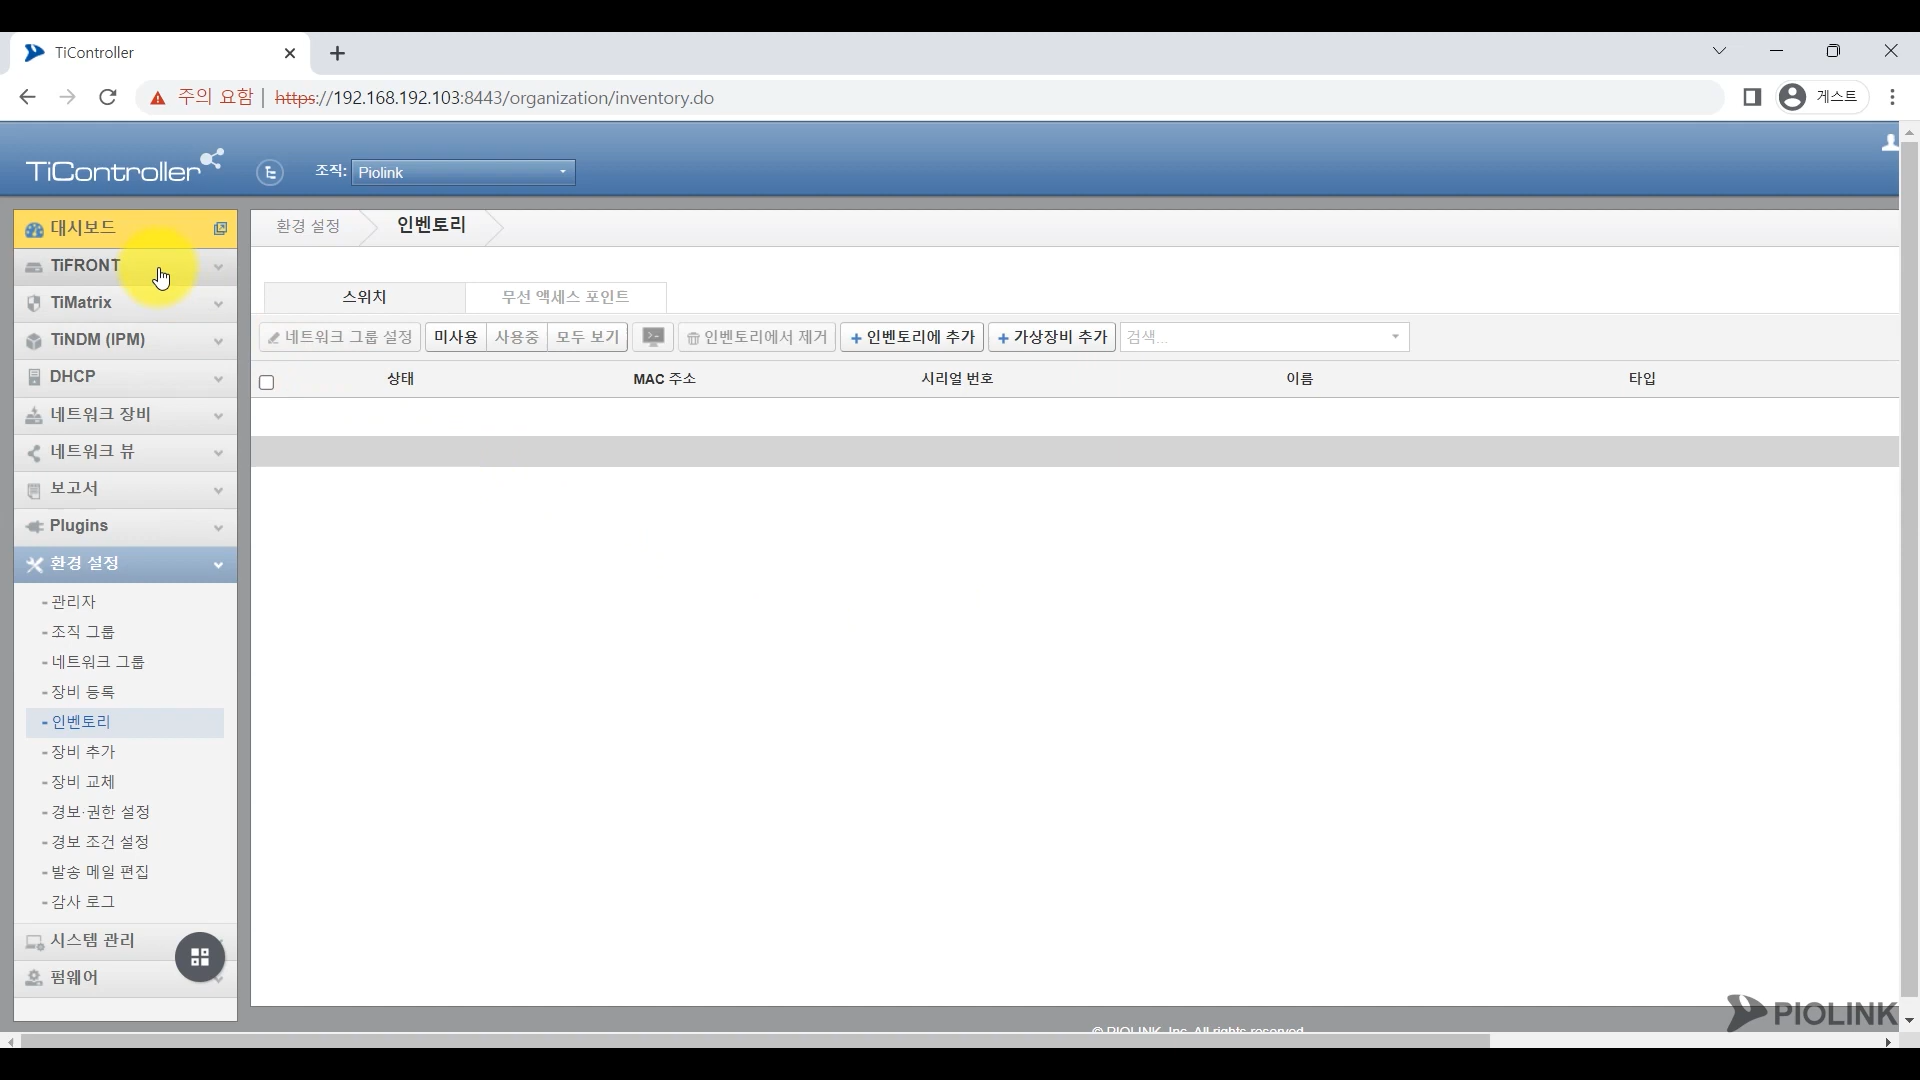 TiController
주의 요함 | https://192.168.192.103:8443/organization/inventory.do
게스트
TiController
조직: Piolink
대시보드
TiFRONT
TiMatrix
TiNDM (IPM)
DHCP
네트워크 장비
네트워크 뷰
보고서
Plugins
환경 설정
- 관리자
- 조직 그룹
- 네트워크 그룹
- 장비 등록
- 인벤토리
- 장비 추가
- 장비 교체
- 경보·권한 설정
- 경보 조건 설정
- 발송 메일 편집
- 감사 로그
시스템 관리
펌웨어
환경 설정 인벤토리
스위치 무선 액세스 포인트
네트워크 그룹 설정 미사용 사용중 모두 보기 인벤토리에서 제거 + 인벤토리에 추가 + 가상장비 추가 검색...
상태 MAC 주소 시리얼 번호 이름 타입
© PIOLINK, Inc. All rights reserved
PIOLINK